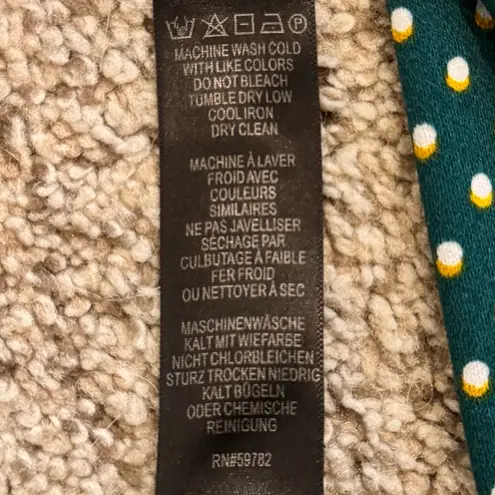 MACHINE WASH COLD
WITH LIKE COLORS
DO NOT BLEACH
TUMBLE DRY LOW
COOL IRON
DRY CLEAN
MACHINE À LAVER
FROID AVEC
COULEURS
SIMILAIRES
NE PAS JAVELLISER
SÉCHAGE PAR
CULBUTAGE À FAIBLE
FER FROID
OU NETTOYER À SEC
MASCHINENWÄSCHE
KALT MIT WIEFARBE
NICHT CHLORBLEICHEN
STURZ TROCKEN NIEDRIG
KALT BÜGELN
ODER CHEMISCHE
REINIGUNG
RN#59782